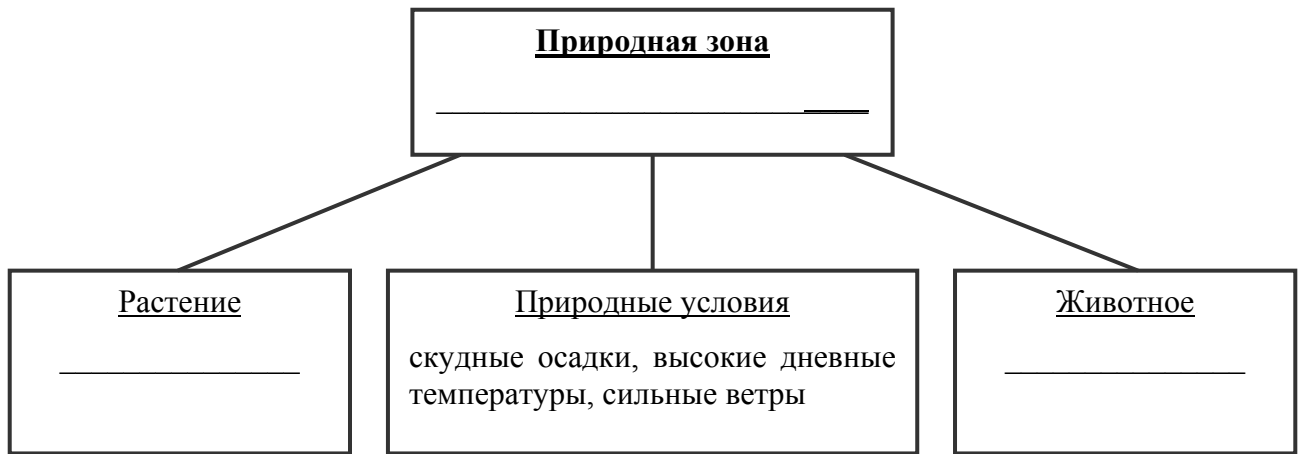 Природная зона
Растение
Природные условия
скудные осадки, высокие дневные
температуры, сильные ветры
Животное